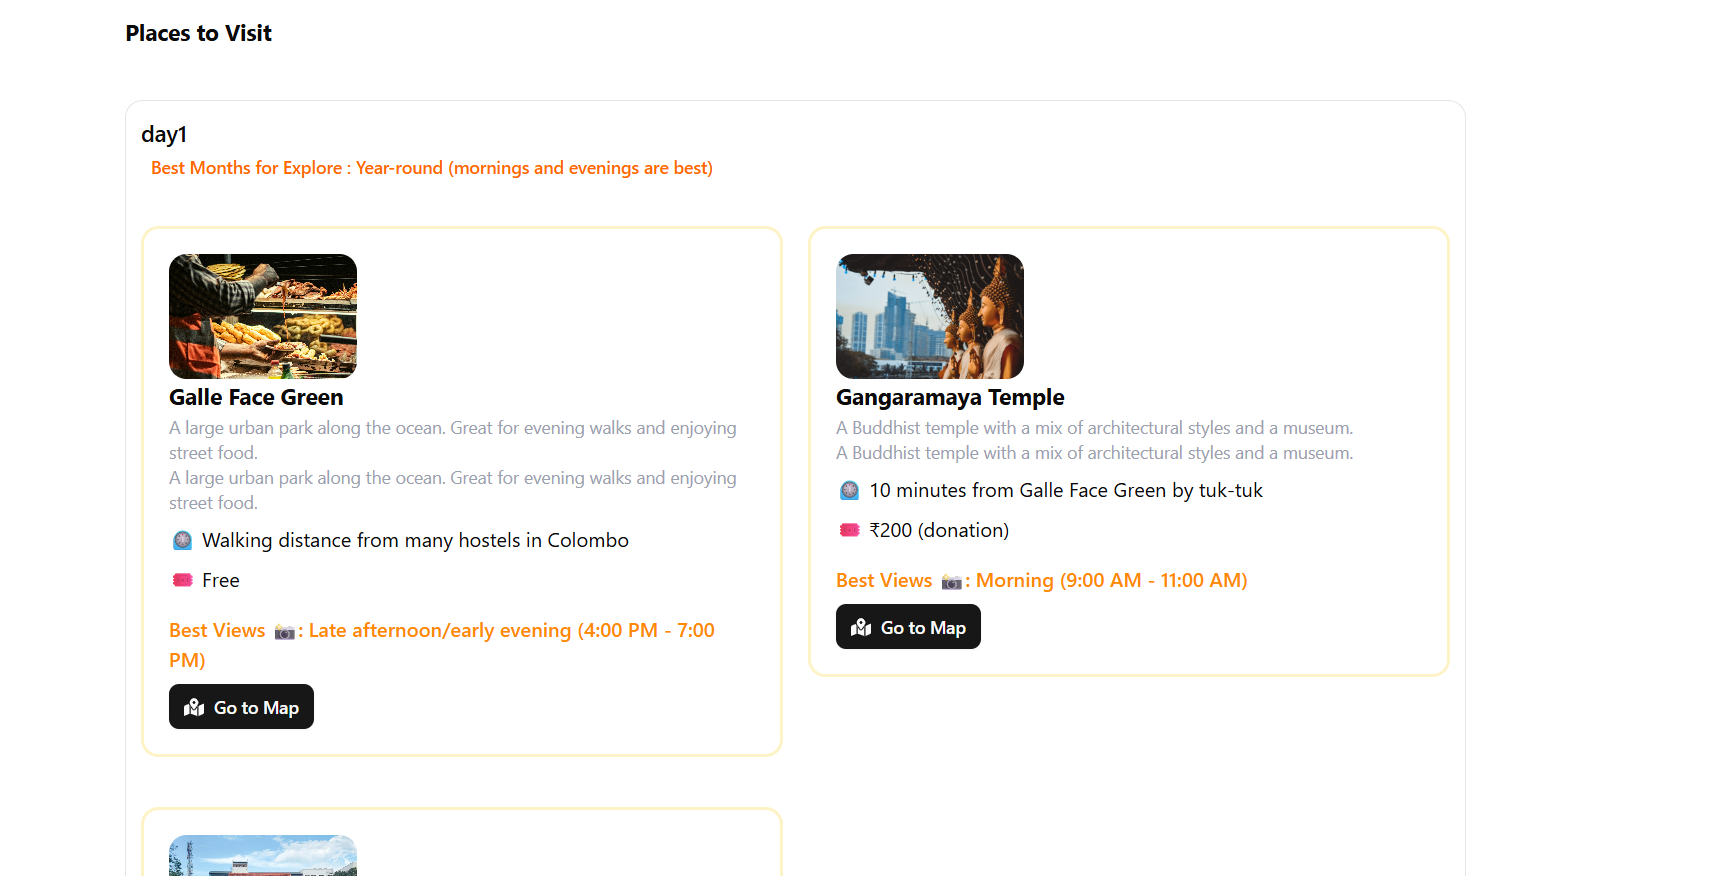 Places to Visit
day1
Best Months for Explore : Year-round (mornings and evenings are best)
Galle Face Green
A large urban park along the ocean. Great for evening walks and enjoying
street food.
A large urban park along the ocean. Great for evening walks and enjoying
street food.
Walking distance from many hostels in Colombo
Free
Best Views 📸 : Late afternoon/early evening (4:00 PM - 7:00
PM)
Go to Map
Gangaramaya Temple
A Buddhist temple with a mix of architectural styles and a museum.
A Buddhist temple with a mix of architectural styles and a museum.
10 minutes from Galle Face Green by tuk-tuk
₹200 (donation)
Best Views 📸 : Morning (9:00 AM - 11:00 AM)
Go to Map